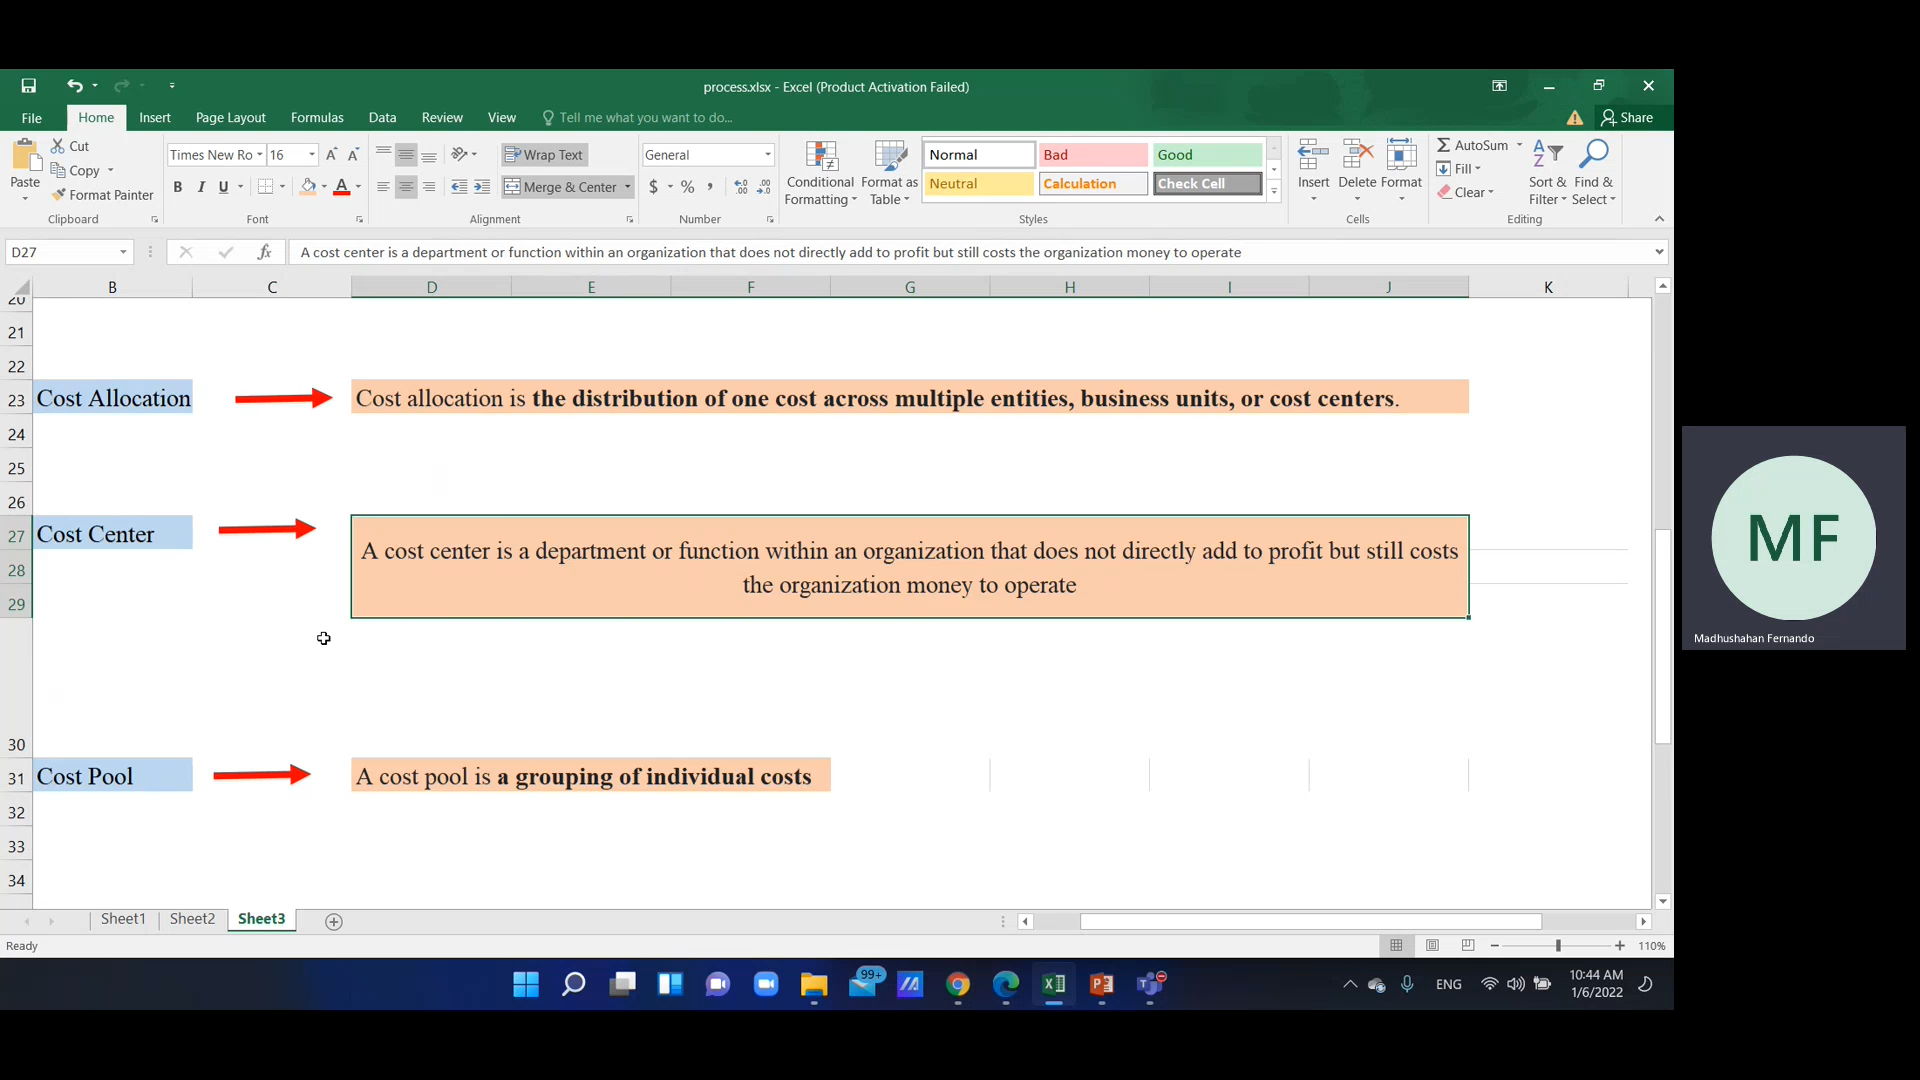 process.xlsx - Excel (Product Activation Failed)
File Home Insert Page Layout Formulas Data Review View Tell me what you want to do... Share
Paste Cut Copy Format Painter
Clipboard
Times New Ro 16
B I U
Font
Wrap Text
Merge & Center
Alignment
General
$ %
Number
Conditional Formatting
Format as Table
Normal Bad Good
Neutral Calculation Check Cell
Styles
Insert Delete Format
Cells
AutoSum
Fill
Clear
Sort & Filter
Find & Select
Editing
D27 fx A cost center is a department or function within an organization that does not directly add to profit but still costs the organization money to operate
B C D E F G H I J K
20
21
22
23 Cost Allocation Cost allocation is the distribution of one cost across multiple entities, business units, or cost centers.
24
25
26
27 Cost Center A cost center is a department or function within an organization that does not directly add to profit but still costs
28 the organization money to operate
29
30
31 Cost Pool A cost pool is a grouping of individual costs
32
33
34
MF
Madhushahan Fernando
Sheet1 Sheet2 Sheet3
Ready 110%
99+
ENG
10:44 AM
1/6/2022